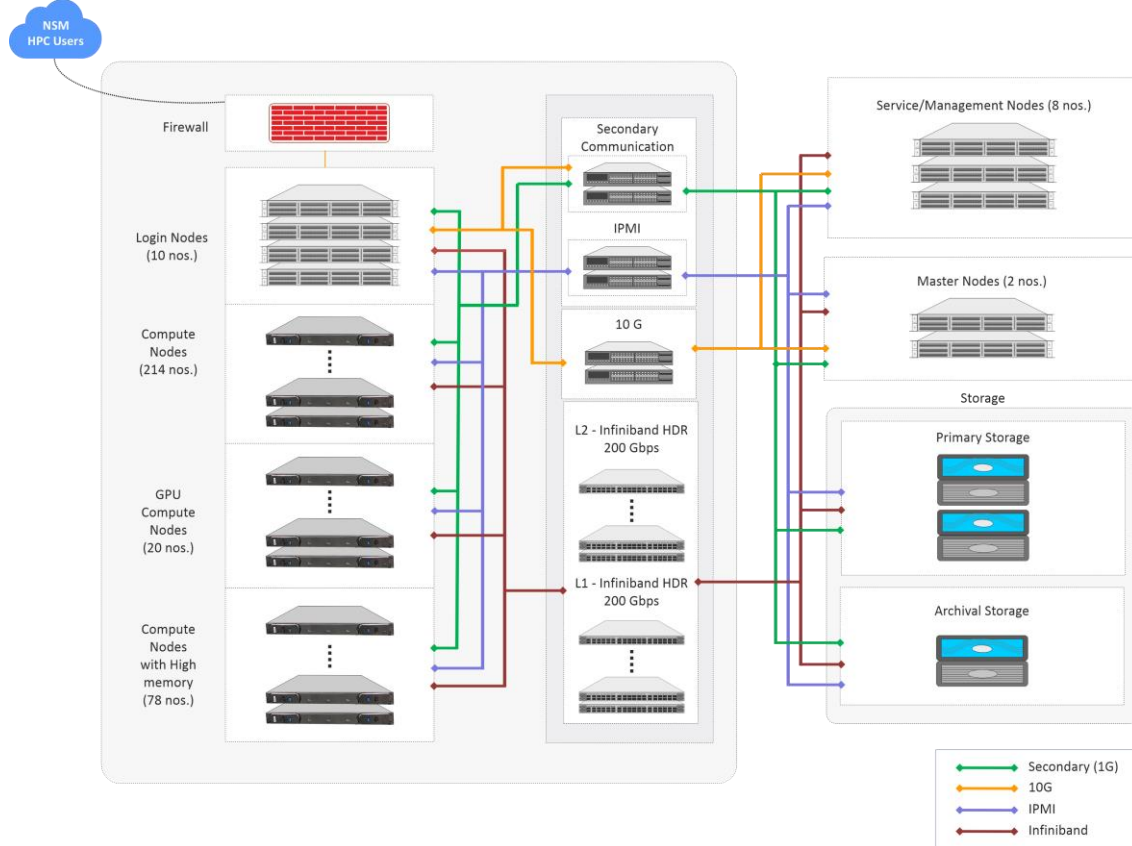 NSM
HPC Users
Firewall
Login Nodes
(10 nos.)
Compute
Nodes
(214 nos.)
GPU
Compute
Nodes
(20 nos.)
Compute
Nodes
with High
memory
(78 nos.)
Secondary
Communication
IPMI
10 G
L2 - Infiniband HDR
200 Gbps
L1 - Infiniband HDR
200 Gbps
Service/Management Nodes (8 nos.)
Master Nodes (2 nos.)
Storage
Primary Storage
Archival Storage
Secondary (1G)
10G
IPMI
Infiniband